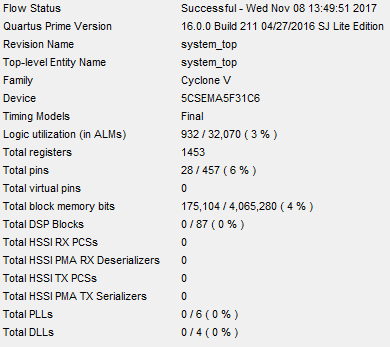 Flow Status Successful - Wed Nov 08 13:49:51 2017
Quartus Prime Version 16.0.0 Build 211 04/27/2016 SJ Lite Edition
Revision Name system_top
Top-level Entity Name system_top
Family Cyclone V
Device 5CSEMA5F31C6
Timing Models Final
Logic utilization (in ALMs) 932 / 32,070 ( 3 % )
Total registers 1453
Total pins 28 / 457 ( 6 % )
Total virtual pins 0
Total block memory bits 175,104 / 4,065,280 ( 4 % )
Total DSP Blocks 0 / 87 ( 0 % )
Total HSSI RX PCSs 0
Total HSSI PMA RX Deserializers 0
Total HSSI TX PCSs 0
Total HSSI PMA TX Serializers 0
Total PLLs 0 / 6 ( 0 % )
Total DLLs 0 / 4 ( 0 % )